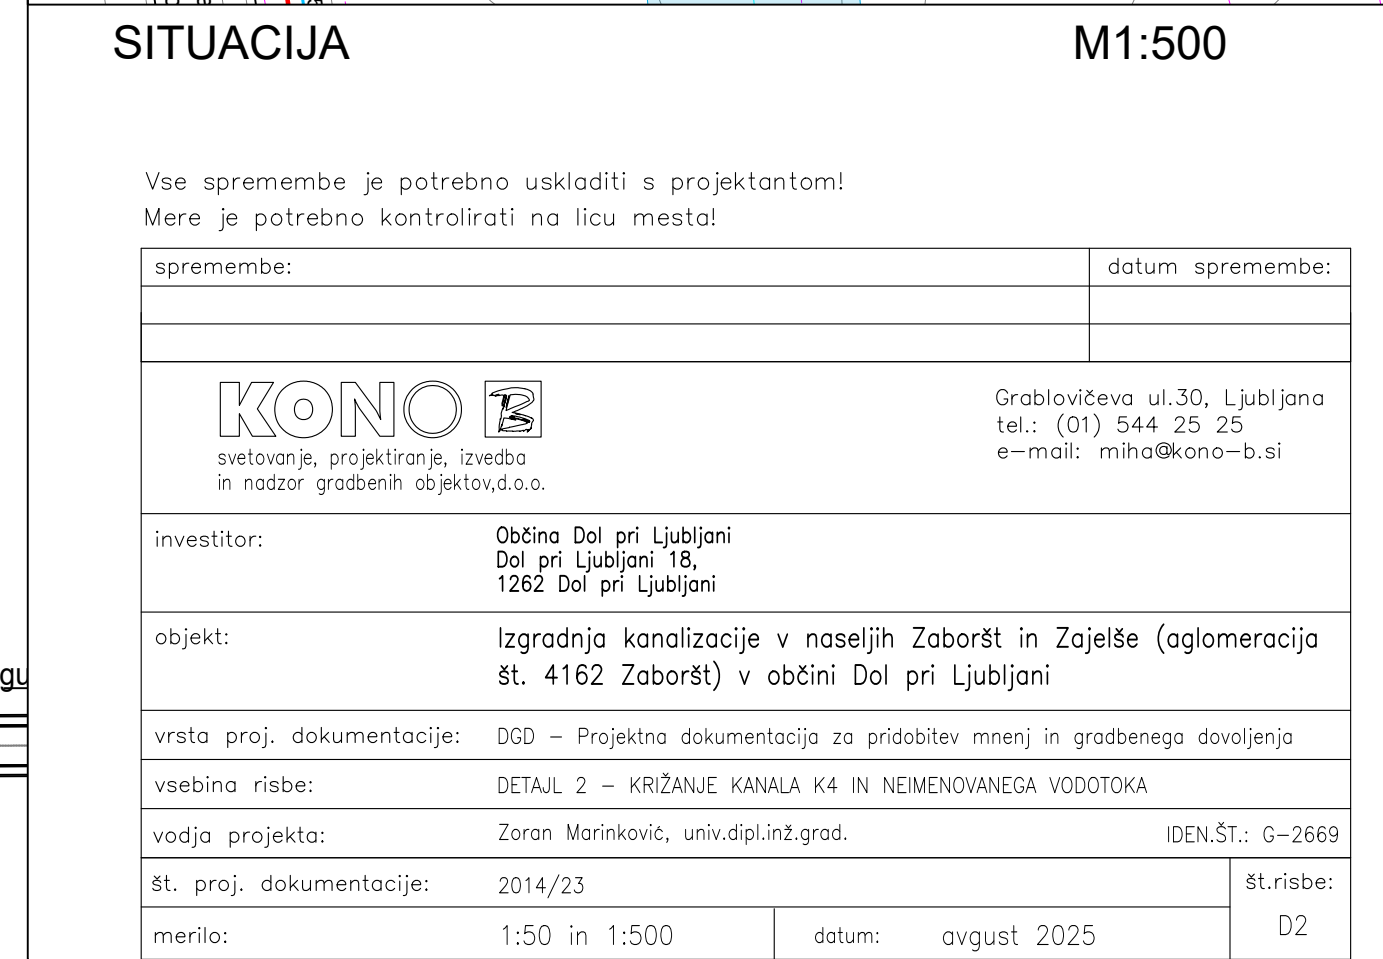 SITUACIJA M1:500
Vse spremembe je potrebno uskladiti s projektantom!
Mere je potrebno kontrolirati na licu mesta!
spremembe: datum spremembe:
KONO B
svetovanje, projektiranje, izvedba
in nadzor gradbenih objektov,d.o.o.
Grablovičeva ul.30, Ljubljana
tel.: (01) 544 25 25
e-mail: miha@kono-b.si
investitor: Občina Dol pri Ljubljani
Dol pri Ljubljani 18,
1262 Dol pri Ljubljani
objekt: Izgradnja kanalizacije v naseljih Zaboršt in Zajelše (aglomeracija
št. 4162 Zaboršt) v občini Dol pri Ljubljani
vrsta proj. dokumentacije: DGD - Projektna dokumentacija za pridobitev mnenj in gradbenega dovoljenja
vsebina risbe: DETAJL 2 - KRIŽANJE KANALA K4 IN NEIMENOVANEGA VODOTOKA
vodja projekta: Zoran Marinković, univ.dipl.inž.grad. IDEN.ŠT.: G-2669
št. proj. dokumentacije: 2014/23 št.risbe:
D2
merilo: 1:50 in 1:500 datum: avgust 2025
gu